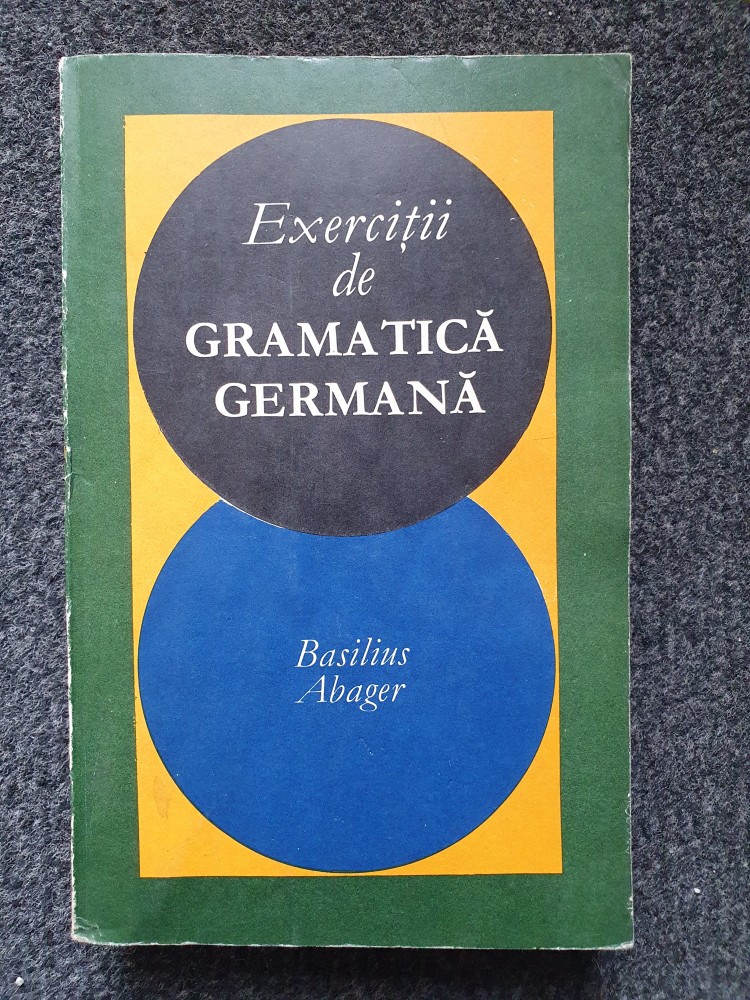 Exerciții
de
GRAMATICĂ
GERMANĂ
Basilius
Abager